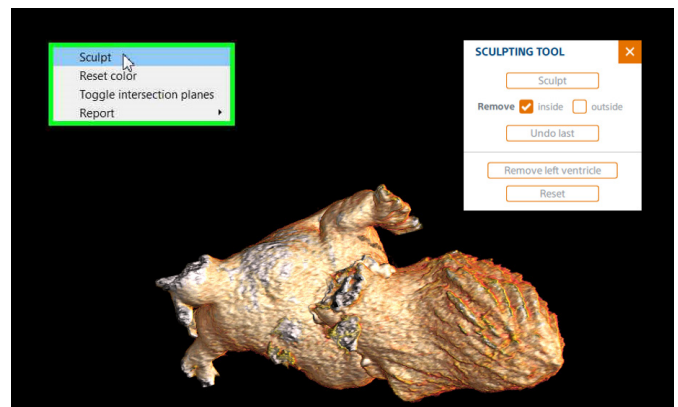 Sculpt
Reset color
Toggle intersection planes
Report
SCULPTING TOOL
Sculpt
Remove inside outside
Undo last
Remove left ventricle
Reset